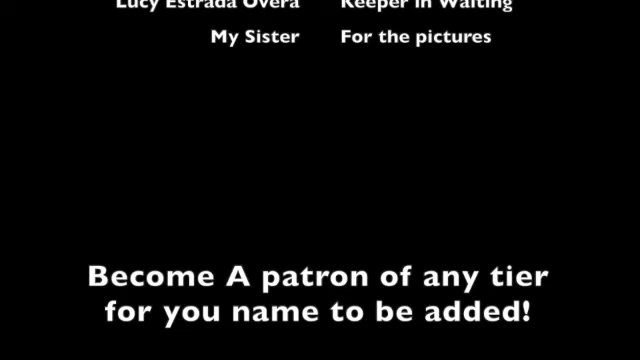 Lucy Estrada Overa Keeper in Waiting
My Sister For the pictures
Become A patron of any tier
for you name to be added!